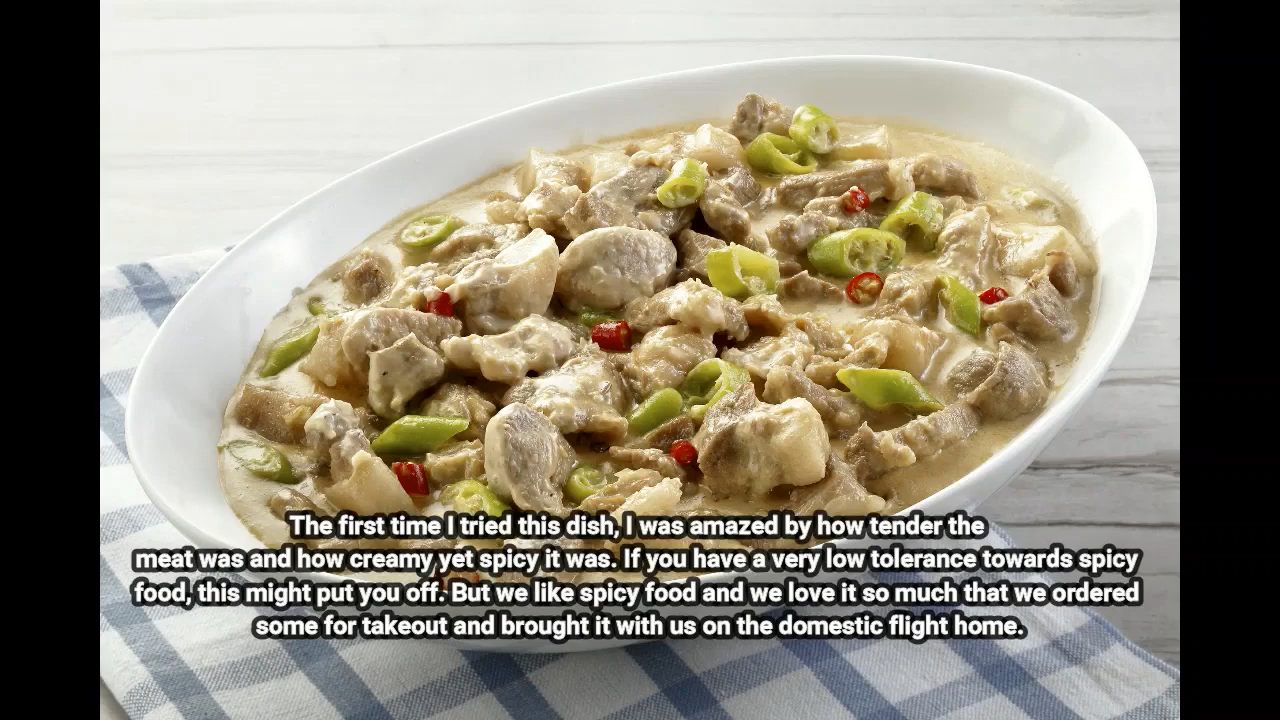 The first time I tried this dish, I was amazed by how tender the
meat was and how creamy yet spicy it was. If you have a very low tolerance towards spicy
food, this might put you off. But we like spicy food and we love it so much that we ordered
some for takeout and brought it with us on the domestic flight home.